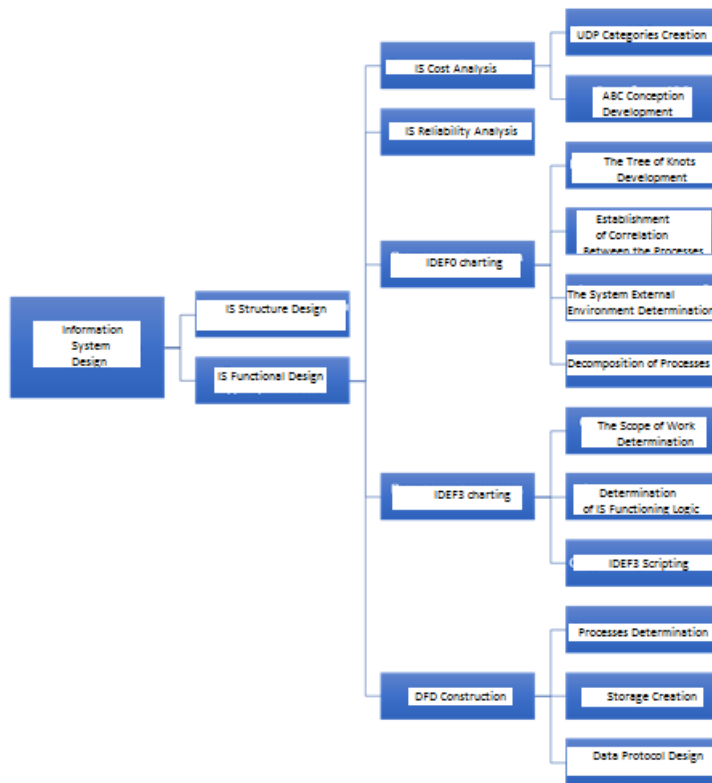 UDP Categories Creation
IS Cost Analysis
ABC Conception
Development
IS Reliability Analysis
The Tree of Knots
Development
Establishment
of Correlation
Between the Processes
IDEF0 charting
The System External
Environment Determination
IS Structure Design
Information
System
Design
IS Functional Design
Decomposition of Processes
The Scope of Work
Determination
IDEF3 charting
Determination
of IS Functioning Logic
IDEF3 Scripting
Processes Determination
DFD Construction
Storage Creation
Data Protocol Design